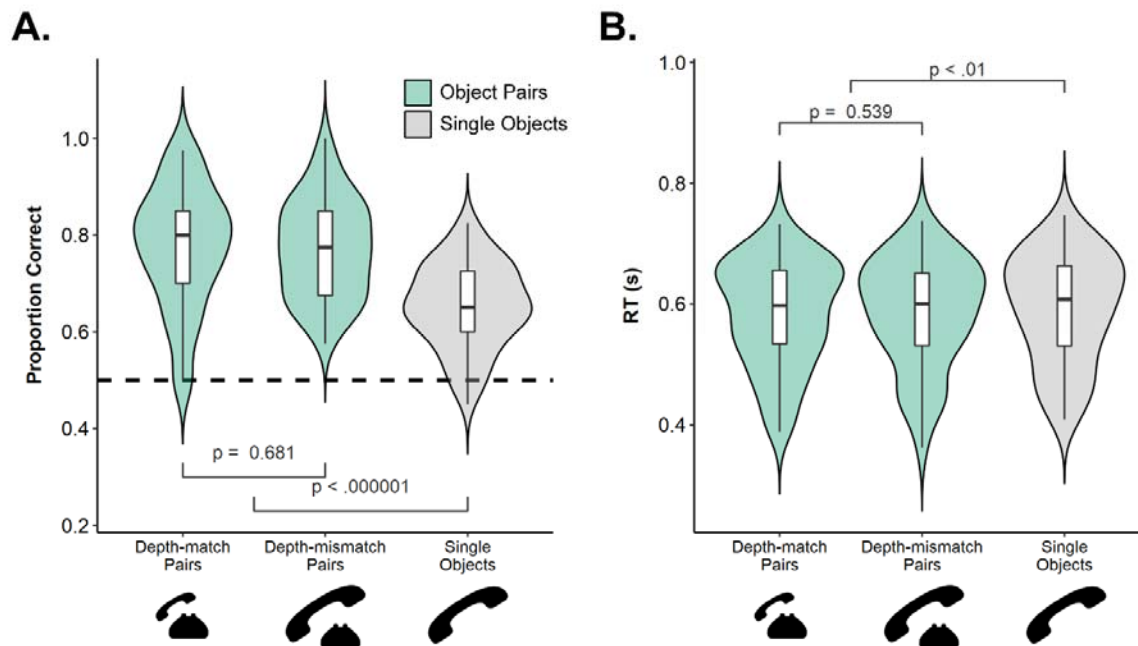 A.
Proportion Correct
1.0
0.8
0.6
0.4
0.2
Object Pairs
Single Objects
p = 0.681
p < .000001
Depth-match
Pairs
Depth-mismatch
Pairs
Single
Objects
B.
RT (s)
1.0
0.8
0.6
0.4
p < .01
p = 0.539
Depth-match
Pairs
Depth-mismatch
Pairs
Single
Objects